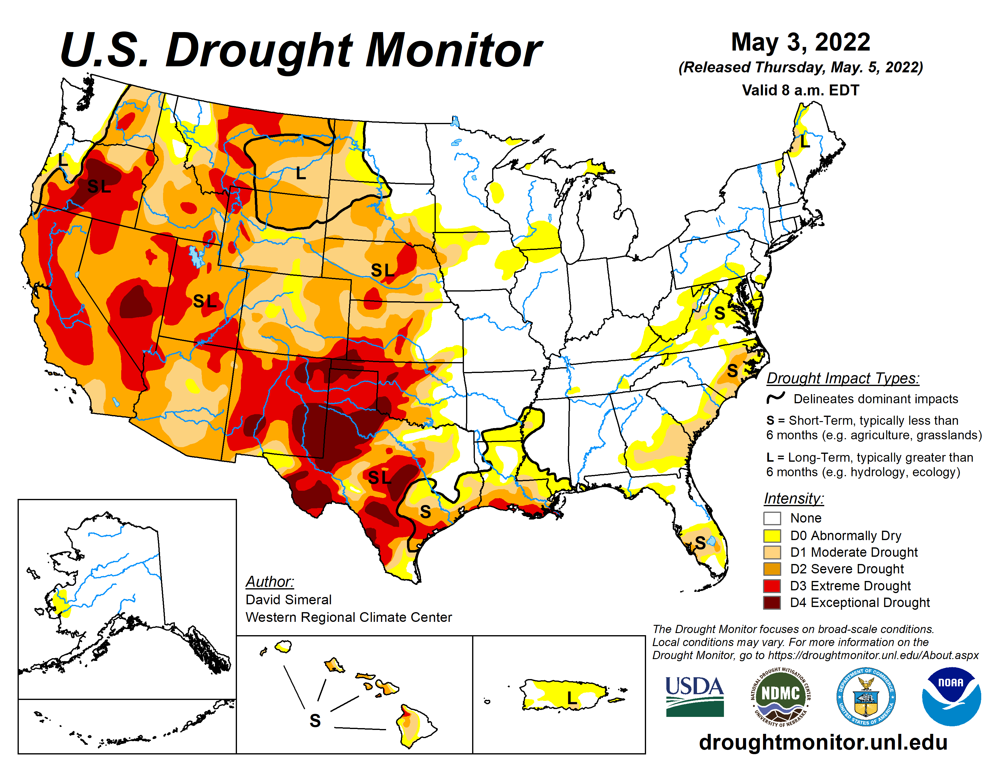 U.S. Drought Monitor
May 3, 2022
(Released Thursday, May. 5, 2022)
Valid 8 a.m. EDT
L
L
L
SL
SL
SL
S
S
SL
S
S
Drought Impact Types:
Delineates dominant impacts
S = Short-Term, typically less than
6 months (e.g. agriculture, grasslands)
L = Long-Term, typically greater than
6 months (e.g. hydrology, ecology)
Intensity:
None
D0 Abnormally Dry
D1 Moderate Drought
D2 Severe Drought
D3 Extreme Drought
D4 Exceptional Drought
Author:
David Simeral
Western Regional Climate Center
S
L
The Drought Monitor focuses on broad-scale conditions.
Local conditions may vary. For more information on the
Drought Monitor, go to https://droughtmonitor.unl.edu/About.aspx
USDA
NATIONAL DROUGHT MITIGATION CENTER
NDMC
UNIVERSITY OF NEBRASKA
DEPARTMENT OF COMMERCE
UNITED STATES OF AMERICA
NOAA
droughtmonitor.unl.edu